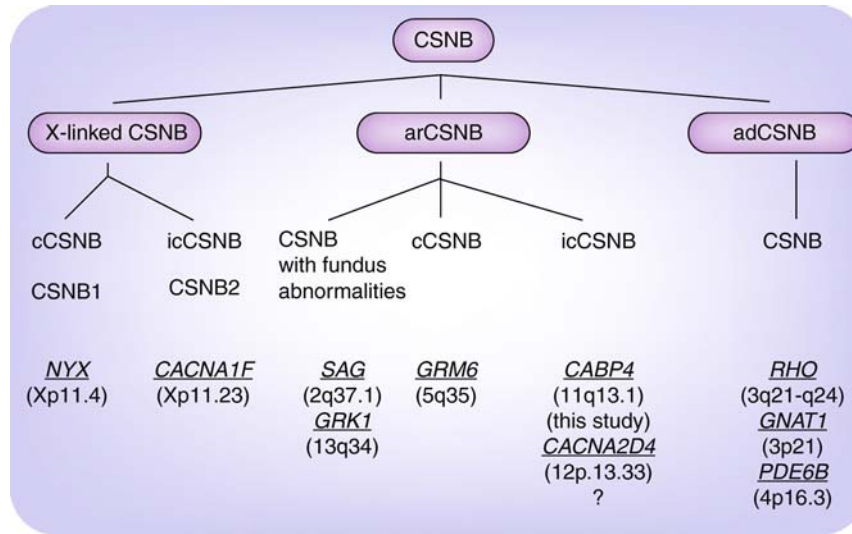 CSNB
X-linked CSNB
arCSNB
adCSNB
cCSNB
icCSNB
CSNB
with fundus
abnormalities
cCSNB
icCSNB
CSNB
CSNB1
CSNB2
NYX
(Xp11.4)
CACNA1F
(Xp11.23)
SAG
(2q37.1)
GRK1
(13q34)
GRM6
(5q35)
CABP4
(11q13.1)
(this study)
CACNA2D4
(12p.13.33)
?
RHO
(3q21-q24)
GNAT1
(3p21)
PDE6B
(4p16.3)